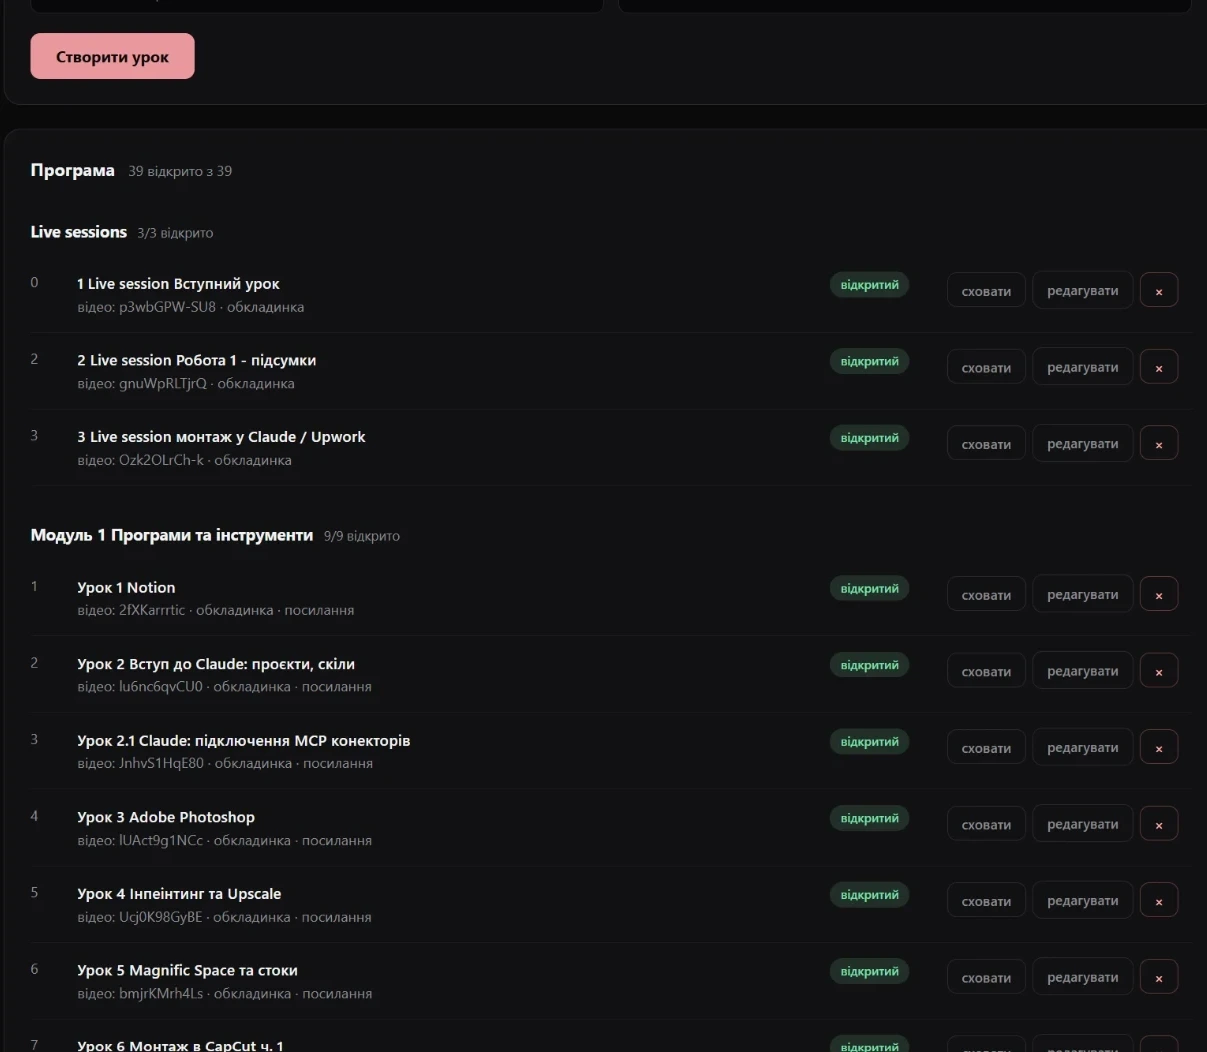 Створити урок
Програма 39 відкрито з 39
Live sessions 3/3 відкрито
0 1 Live session Вступний урок відкритий сховати редагувати ×
відео: p3wbGPW-SU8 · обкладинка
2 2 Live session Робота 1 - підсумки відкритий сховати редагувати ×
відео: gnuWpRLTjrQ · обкладинка
3 3 Live session монтаж у Claude / Upwork відкритий сховати редагувати ×
відео: Ozk2OLrCh-k · обкладинка
Модуль 1 Програми та інструменти 9/9 відкрито
1 Урок 1 Notion відкритий сховати редагувати ×
відео: 2fXKarrrtic · обкладинка · посилання
2 Урок 2 Вступ до Claude: проєкти, скіли відкритий сховати редагувати ×
відео: lu6nc6qvCU0 · обкладинка · посилання
3 Урок 2.1 Claude: підключення MCP конекторів відкритий сховати редагувати ×
відео: JnhvS1HqE80 · обкладинка · посилання
4 Урок 3 Adobe Photoshop відкритий сховати редагувати ×
відео: lUAct9g1NCc · обкладинка · посилання
5 Урок 4 Інпеінтинг та Upscale відкритий сховати редагувати ×
відео: Ucj0K98GyBE · обкладинка · посилання
6 Урок 5 Magnific Space та стоки відкритий сховати редагувати ×
відео: bmjrKMrh4Ls · обкладинка · посилання
7 Урок 6 Монтаж в CapCut ч. 1 відкритий